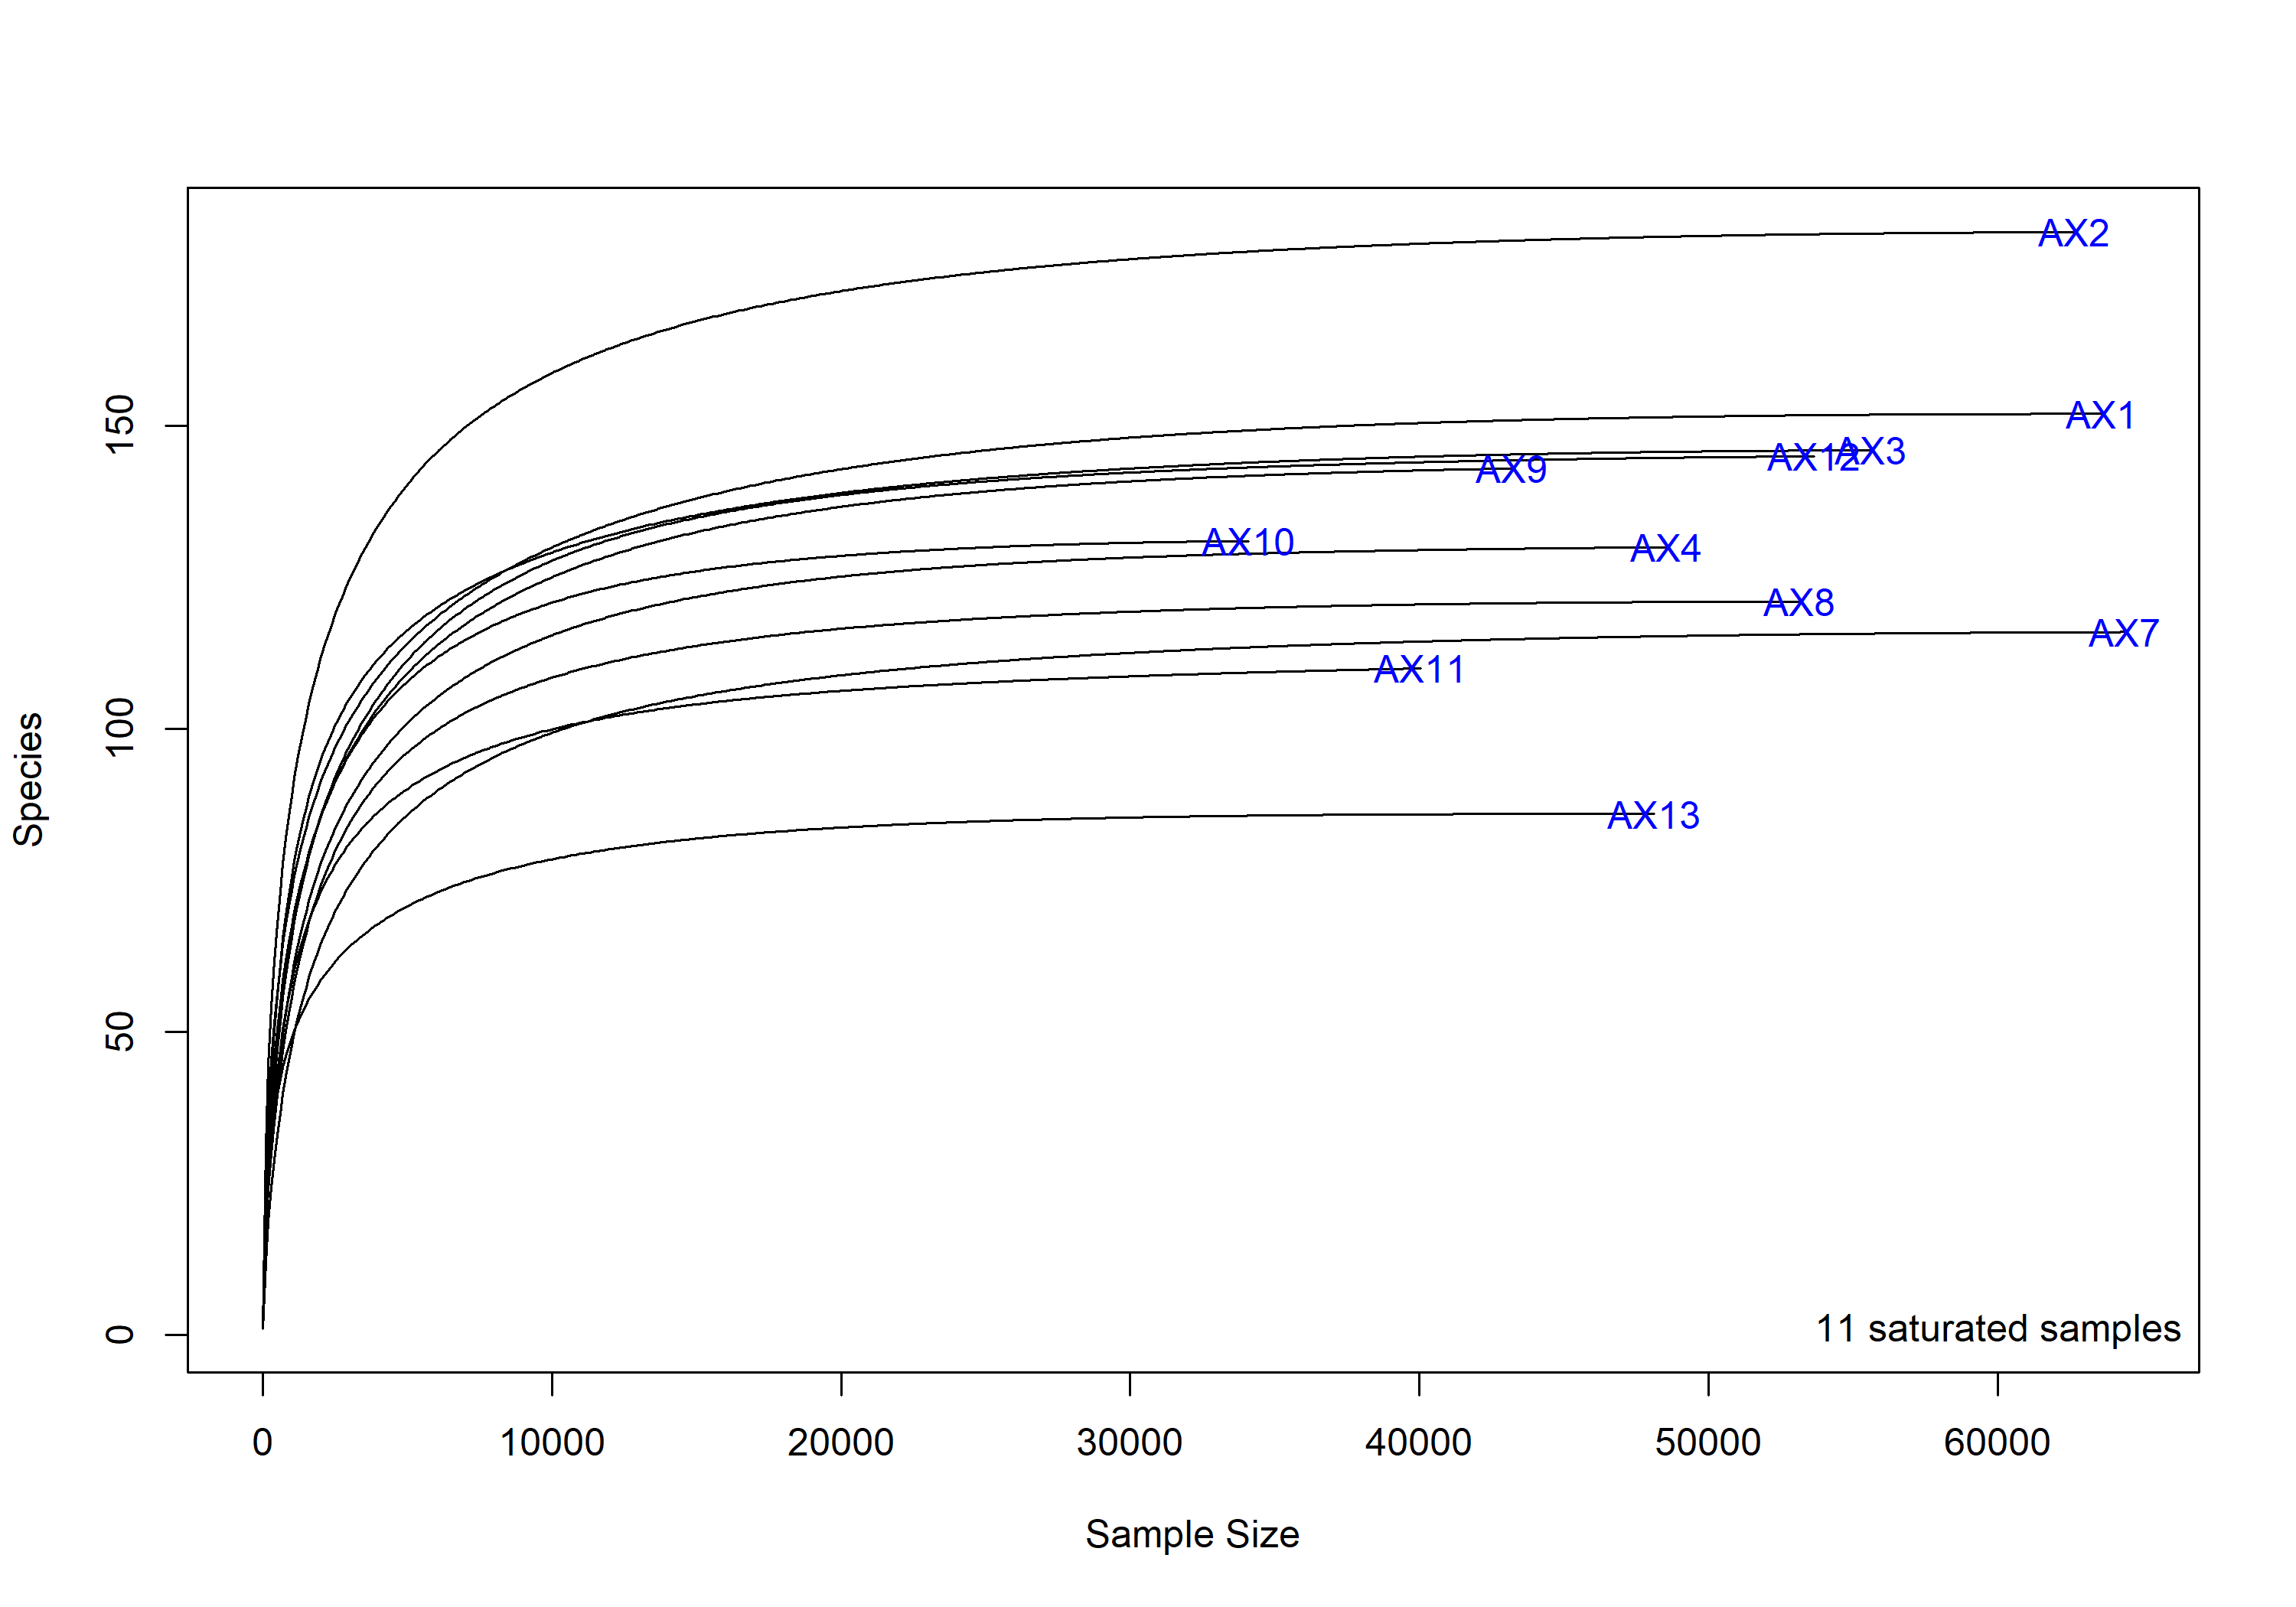 AX2
AX1
AX3
AX12
AX9
AX10
AX4
AX8
AX7
AX11
AX13
150
100
50
0
Species
11 saturated samples
0 10000 20000 30000 40000 50000 60000
Sample Size